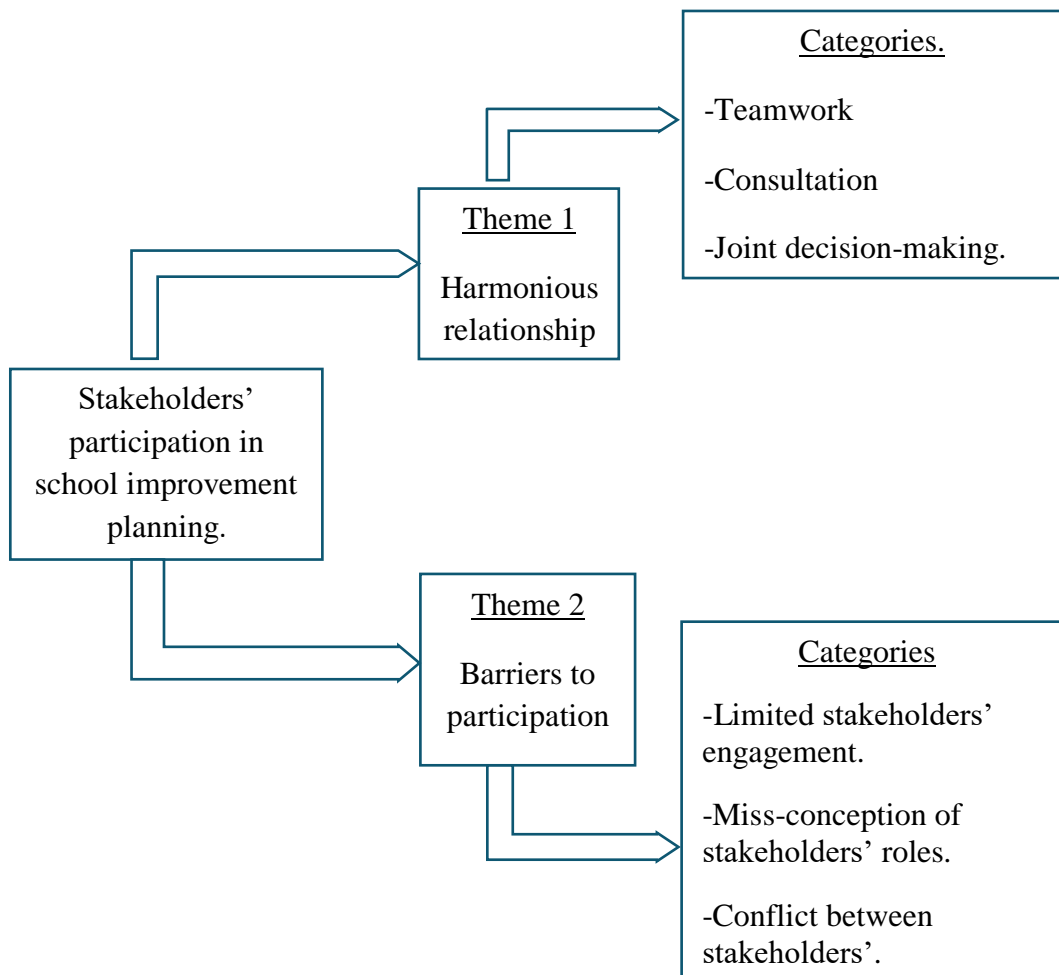 Categories.
-Teamwork
-Consultation
-Joint decision-making.
Theme 1
Harmonious
relationship
Stakeholders’
participation in
school improvement
planning.
Theme 2
Barriers to
participation
Categories
-Limited stakeholders’
engagement.
-Miss-conception of
stakeholders’ roles.
-Conflict between
stakeholders’.